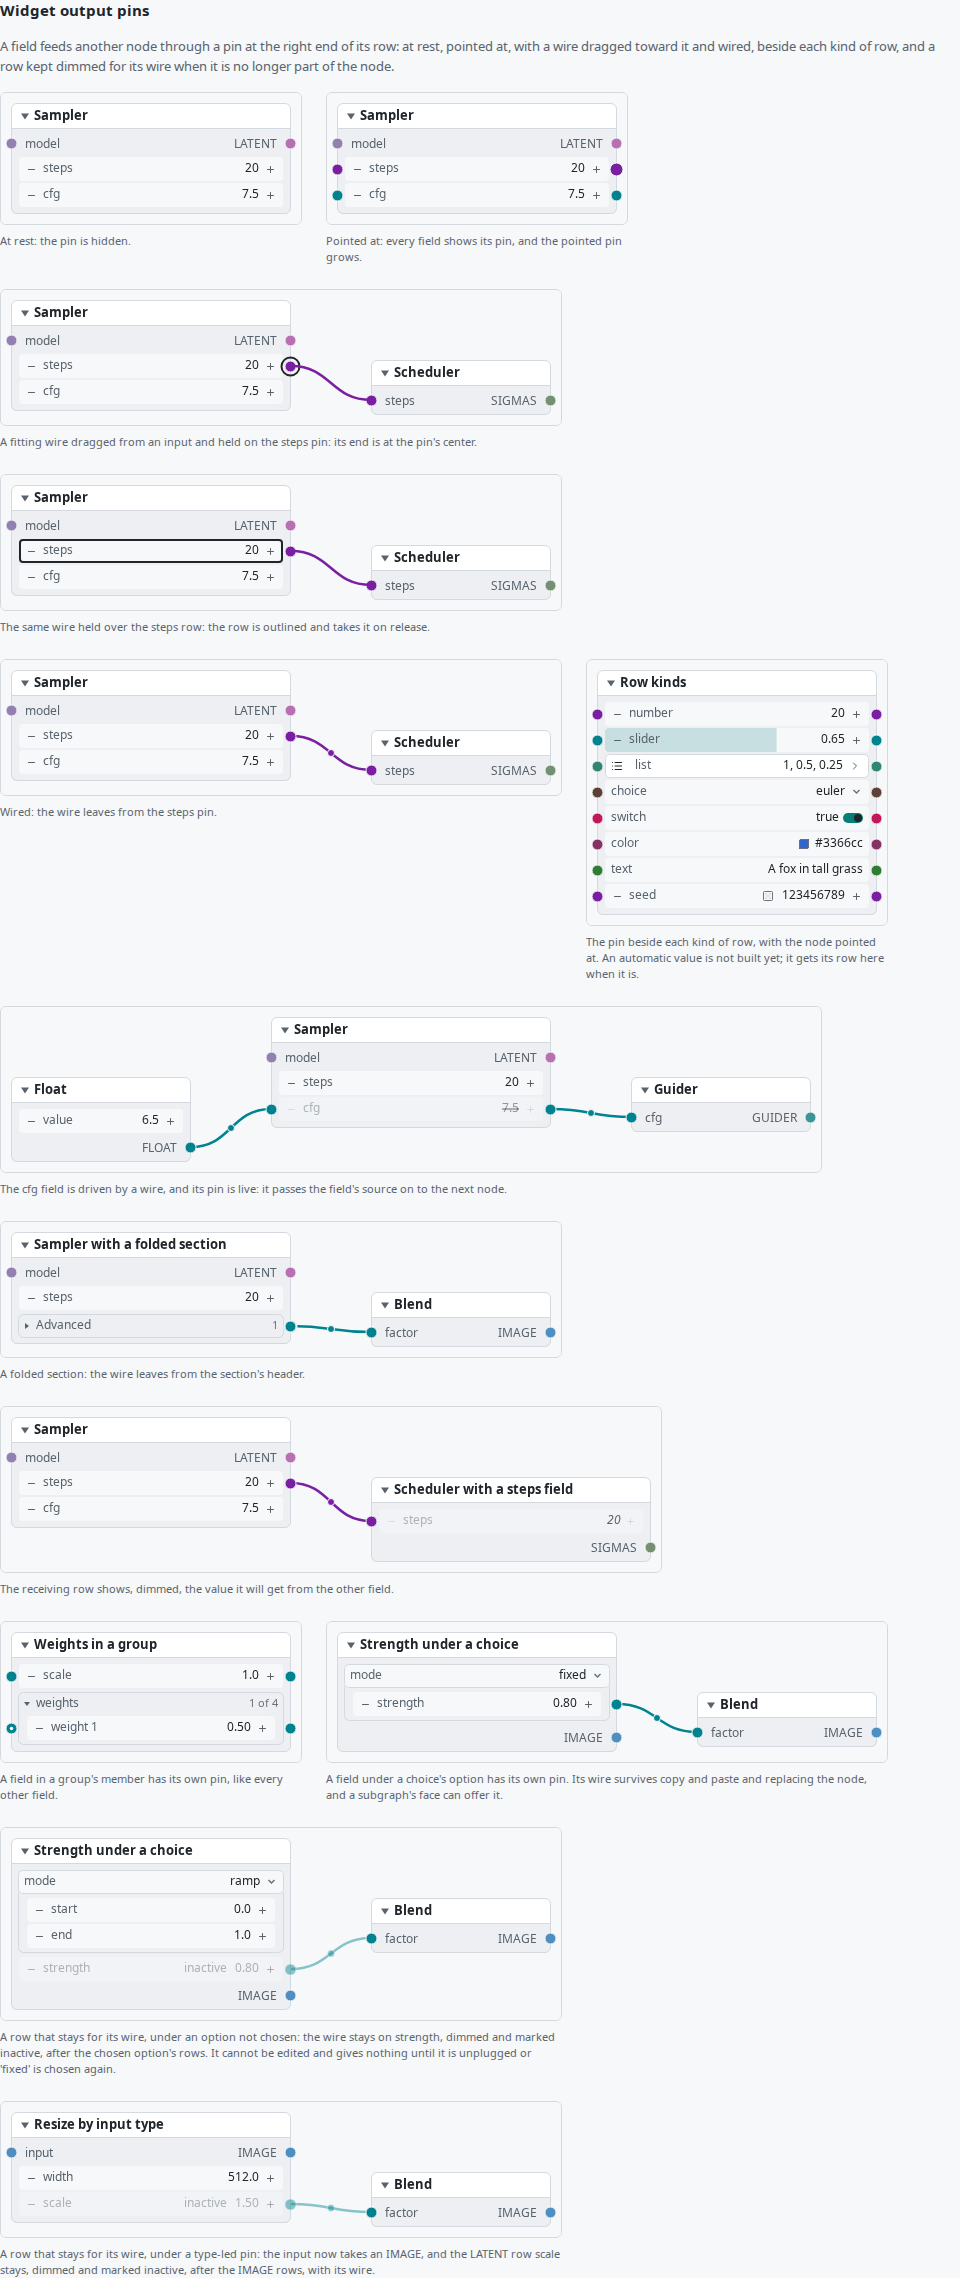 Widget output pins
A field feeds another node through a pin at the right end of its row: at rest, pointed at, with a wire dragged toward it and wired, beside each kind of row, and a
row kept dimmed for its wire when it is no longer part of the node.
Sampler
model LATENT
– steps 20 +
– cfg 7.5 +
At rest: the pin is hidden.
Sampler
model LATENT
– steps 20 +
– cfg 7.5 +
Pointed at: every field shows its pin, and the pointed pin
grows.
Sampler
model LATENT
– steps 20 +
– cfg 7.5 +
Scheduler
steps SIGMAS
A fitting wire dragged from an input and held on the steps pin: its end is at the pin's center.
Sampler
model LATENT
– steps 20 +
– cfg 7.5 +
Scheduler
steps SIGMAS
The same wire held over the steps row: the row is outlined and takes it on release.
Sampler
model LATENT
– steps 20 +
– cfg 7.5 +
Scheduler
steps SIGMAS
Wired: the wire leaves from the steps pin.
Row kinds
– number 20 +
– slider 0.65 +
list 1, 0.5, 0.25
choice euler
switch true
color #3366cc
text A fox in tall grass
– seed 123456789 +
The pin beside each kind of row, with the node pointed
at. An automatic value is not built yet; it gets its row here
when it is.
Float
– value 6.5 +
FLOAT
Sampler
model LATENT
– steps 20 +
– cfg 7.5 +
Guider
cfg GUIDER
The cfg field is driven by a wire, and its pin is live: it passes the field's source on to the next node.
Sampler with a folded section
model LATENT
– steps 20 +
Advanced 1
Blend
factor IMAGE
A folded section: the wire leaves from the section's header.
Sampler
model LATENT
– steps 20 +
– cfg 7.5 +
Scheduler with a steps field
– steps 20 +
SIGMAS
The receiving row shows, dimmed, the value it will get from the other field.
Weights in a group
– scale 1.0 +
weights 1 of 4
– weight 1 0.50 +
A field in a group's member has its own pin, like every
other field.
Strength under a choice
mode fixed
– strength 0.80 +
IMAGE
Blend
factor IMAGE
A field under a choice's option has its own pin. Its wire survives copy and paste and replacing the node,
and a subgraph's face can offer it.
Strength under a choice
mode ramp
– start 0.0 +
– end 1.0 +
– strength inactive 0.80 +
IMAGE
Blend
factor IMAGE
A row that stays for its wire, under an option not chosen: the wire stays on strength, dimmed and marked
inactive, after the chosen option's rows. It cannot be edited and gives nothing until it is unplugged or
'fixed' is chosen again.
Resize by input type
input IMAGE
– width 512.0 +
– scale inactive 1.50 +
Blend
factor IMAGE
A row that stays for its wire, under a type-led pin: the input now takes an IMAGE, and the LATENT row scale
stays, dimmed and marked inactive, after the IMAGE rows, with its wire.